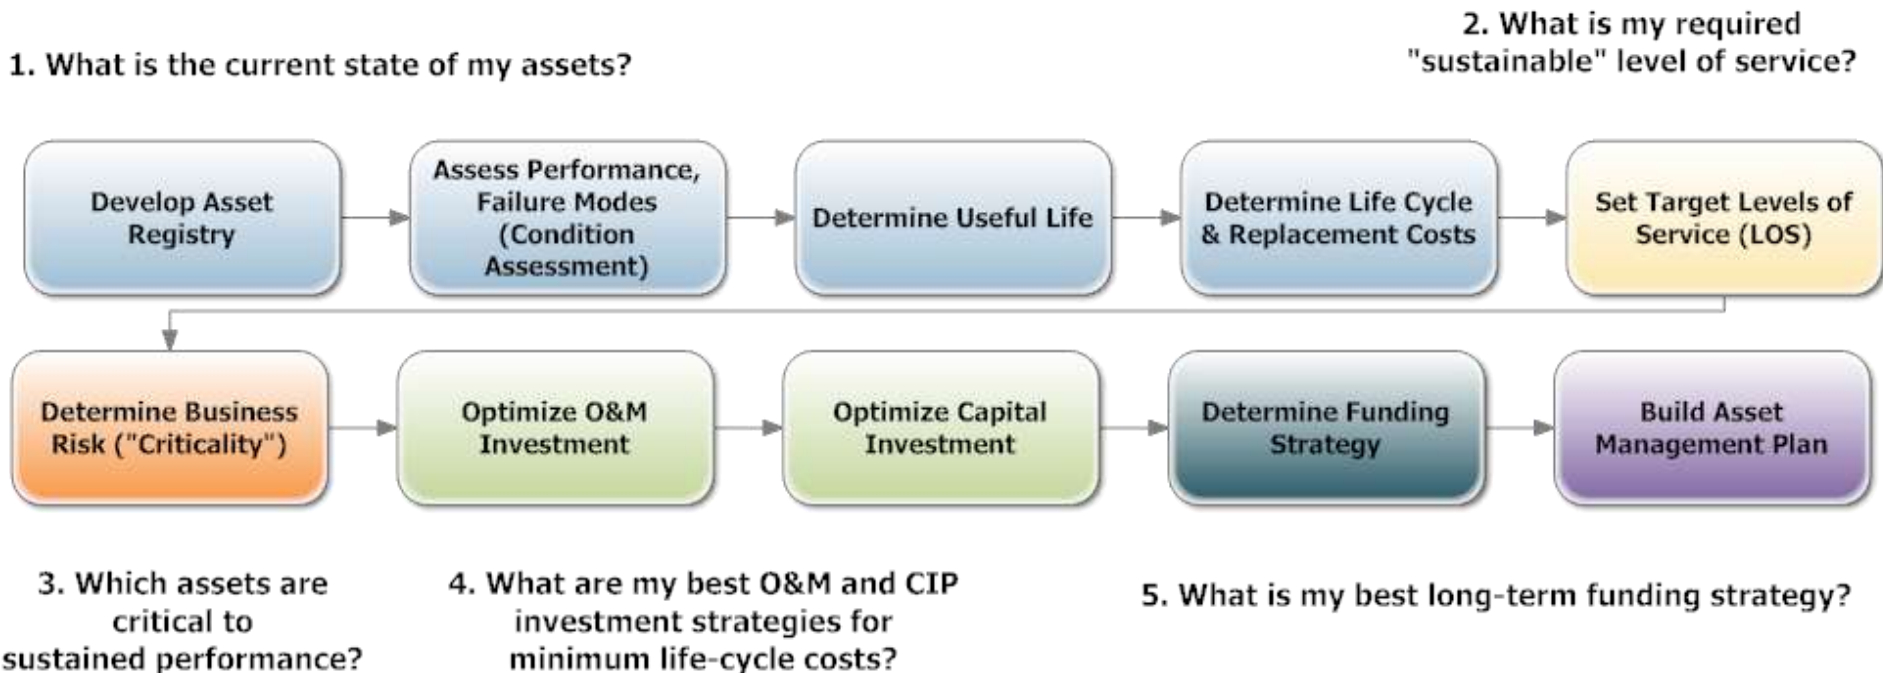 1. What is the current state of my assets?
2. What is my required
"sustainable" level of service?
Develop Asset
Registry
Assess Performance,
Failure Modes
(Condition
Assessment)
Determine Useful Life
Determine Life Cycle
& Replacement Costs
Set Target Levels of
Service (LOS)
Determine Business
Risk ("Criticality")
Optimize O&M
Investment
Optimize Capital
Investment
Determine Funding
Strategy
Build Asset
Management Plan
3. Which assets are
critical to
sustained performance?
4. What are my best O&M and CIP
investment strategies for
minimum life-cycle costs?
5. What is my best long-term funding strategy?